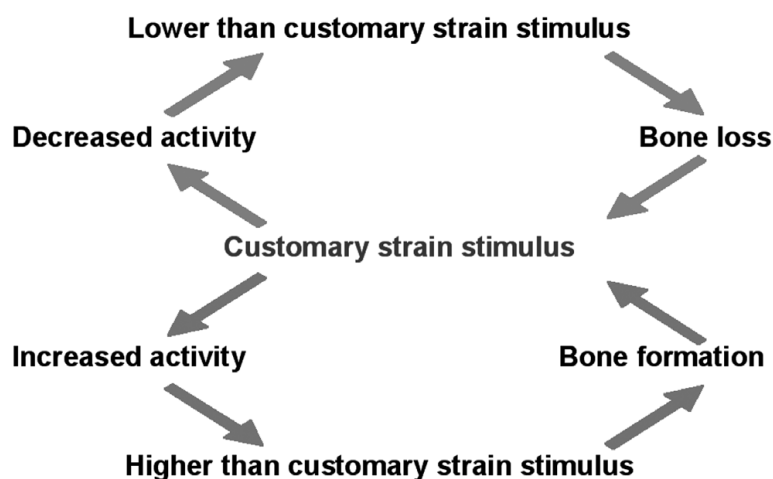 Lower than customary strain stimulus
Decreased activity
Bone loss
Customary strain stimulus
Increased activity
Bone formation
Higher than customary strain stimulus